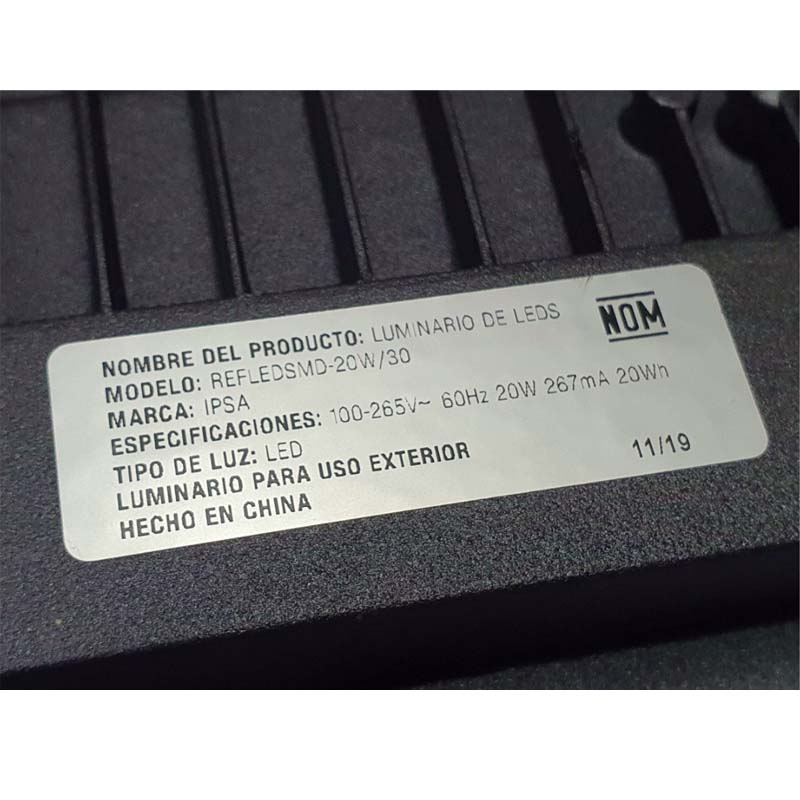 NOM
NOMBRE DEL PRODUCTO: LUMINARIO DE LEDS
MODELO: REFLEDSMD-20W/30
MARCA: IPSA
ESPECIFICACIONES: 100-265V~ 60Hz 20W 267mA 20Wh
TIPO DE LUZ: LED
LUMINARIO PARA USO EXTERIOR
HECHO EN CHINA
11/19